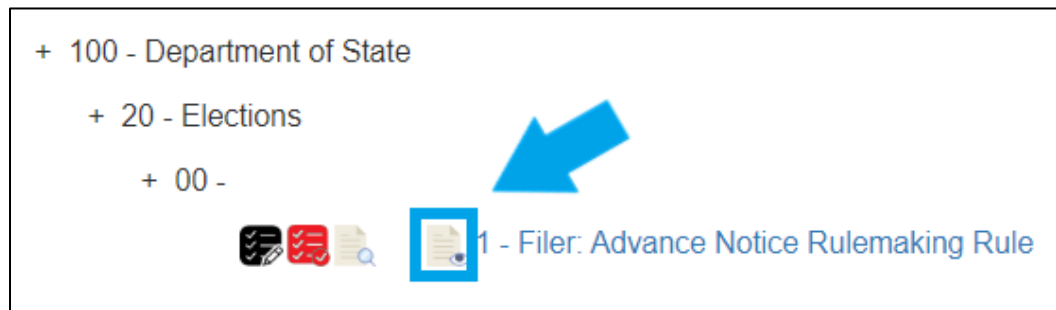 + 100 - Department of State
+ 20 - Elections
+ 00 -
1 - Filer: Advance Notice Rulemaking Rule